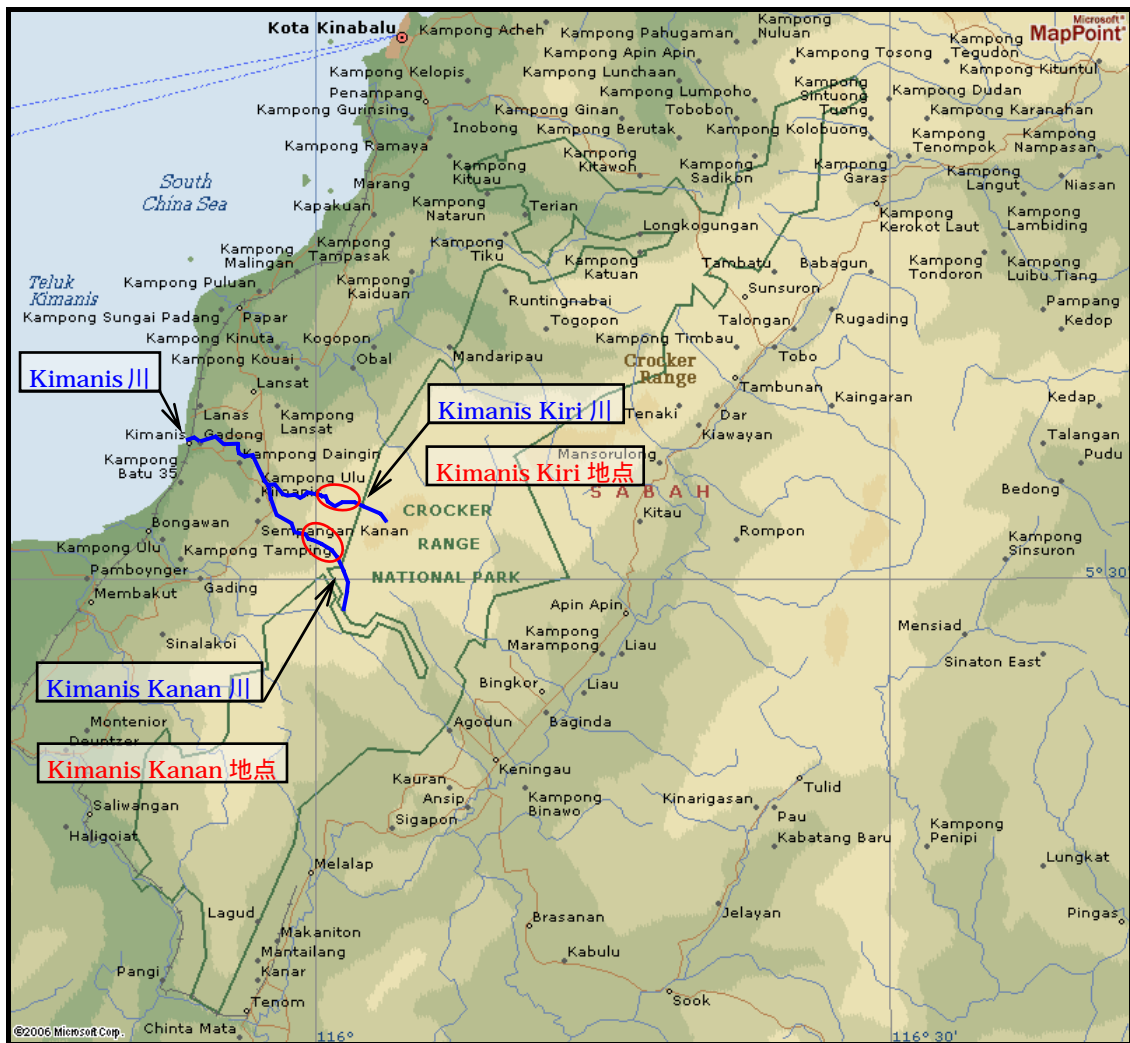 Kota Kinabalu
Kampong Acheh
Kampong Pahugaman
Kampong
Nuluan
Microsoft®
MapPoint®
Kampong Apin Apin
Kampong Tosong
Kampong
Tegudon
Kampong Kelopis
Kampong Lunchaan
Kampong
Sintuong
Tuong
Kampong Kituntul
Penampang
Kampong Lumpoho
Kampong Dudan
Kampong Gurinsing
Kampong Ginan
Tobobon
Kampong Karanahan
Inobong
Kampong Berutak
Kampong Kolobuong
Kampong
Tenompok
Kampong
Nampasan
Kampong Ramaya
Kampong
Kituau
Kampong
Kitawoh
Kampong
Sadikon
Kampong
Garas
Kampong
Langut
Niasan
South
China Sea
Marang
Kapakuan
Kampong
Natarun
Terian
Longkogungan
Kampong
Kerokot Laut
Kampong
Lambiding
Kampong
Malingan
Kampong
Tampasak
Kampong
Tiku
Kampong
Katuan
Tambatu
Babagun
Kampong
Tondoron
Kampong
Luibu Tiang
Teluk
Kimanis
Kampong Puluan
Kampong
Kaiduan
Runtingnabai
Sunsuron
Pampang
Kedop
Kampong Sungai Padang
Papar
Togopon
Talongan
Rugading
Kampong Kinuta
Kogopon
Kampong Timbau
Kampong Kouai
Obal
Mandaripau
Crocker
Range
Tobo
Kimanis 川
Lansat
Tambunan
Kimanis Kiri 川
Lanas
Kampong
Lansat
Tenaki
Dar
Kaingaran
Kedap
Kimanis
Gadong
Kiawayan
Kampong
Batu 35
Kampong Daingin
Kimanis Kiri 地点
Mansorulong
Talangan
Pudu
Kampong Ulu
Kimanis
SABAH
Bedong
CROCKER
RANGE
NATIONAL PARK
Kitau
Bongawan
Sempangan Kanan
Rompon
Kampong Ulu
Kampong Tamping
Kampong
Sinsuron
Pamboynger
Gading
5° 30'
Membakut
Apin Apin
Sinalakoi
Kampong
Marampong
Liau
Mensiad
Sinaton East
Kimanis Kanan 川
Bingkor
Liau
Montenior
Agodun
Baginda
Deuntzer
Kimanis Kanan 地点
Keningau
Kauran
Tulid
Saliwangan
Ansip
Kampong
Binawo
Kinarigasan
Pau
Haligoiat
Sigapon
Kabatang Baru
Kampong
Penipi
Melalap
Lungkat
Lagud
Brasanan
Jelayan
Pingas
Makaniton
Mantailang
Kabulu
Pangi
Kanar
Tenom
Sook
©2006 Microsoft Corp.
Chinta Mata
116°
116° 30'